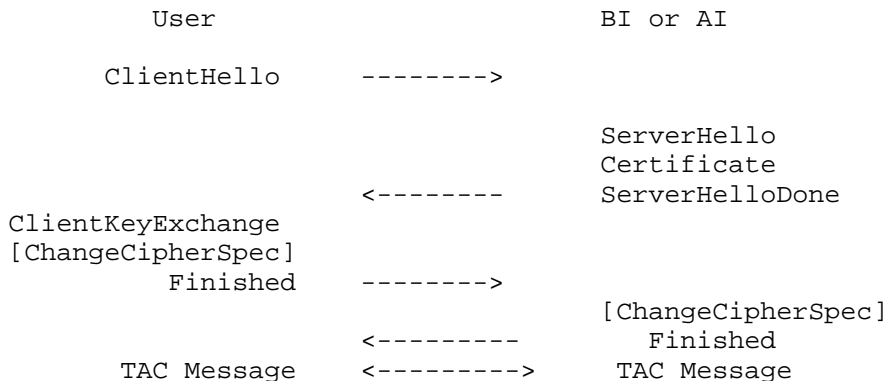 User                         BI or AI
ClientHello     -------->
ServerHello
Certificate
<--------     ServerHelloDone
ClientKeyExchange
[ChangeCipherSpec]
Finished    -------->
[ChangeCipherSpec]
<---------        Finished
TAC Message    <--------->     TAC Message